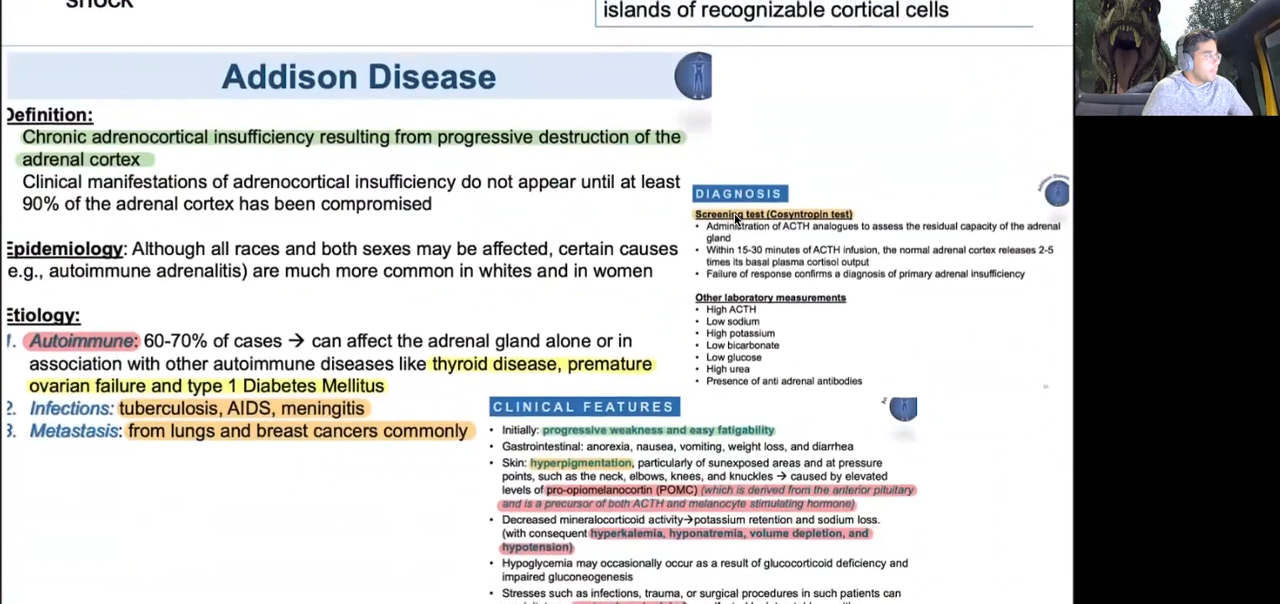 SHOCK
islands of recognizable cortical cells
Addison Disease
Definition:
Chronic adrenocortical insufficiency resulting from progressive destruction of the
adrenal cortex
Clinical manifestations of adrenocortical insufficiency do not appear until at least
90% of the adrenal cortex has been compromised
Epidemiology: Although all races and both sexes may be affected, certain causes
e.g., autoimmune adrenalitis) are much more common in whites and in women
Etiology:
1. Autoimmune: 60-70% of cases → can affect the adrenal gland alone or in
association with other autoimmune diseases like thyroid disease, premature
ovarian failure and type 1 Diabetes Mellitus
2. Infections: tuberculosis, AIDS, meningitis
3. Metastasis: from lungs and breast cancers commonly
DIAGNOSIS
Screening test (Cosyntropin test)
• Administration of ACTH analogues to assess the residual capacity of the adrenal
gland
• Within 15-30 minutes of ACTH infusion, the normal adrenal cortex releases 2-5
times its basal plasma cortisol output
• Failure of response confirms a diagnosis of primary adrenal insufficiency
Other laboratory measurements
• High ACTH
• Low sodium
• High potassium
• Low bicarbonate
• Low glucose
• High urea
• Presence of anti adrenal antibodies
CLINICAL FEATURES
• Initially: progressive weakness and easy fatigability
• Gastrointestinal: anorexia, nausea, vomiting, weight loss, and diarrhea
• Skin: hyperpigmentation, particularly of sunexposed areas and at pressure
points, such as the neck, elbows, knees, and knuckles → caused by elevated
levels of pro-opiomelanocortin (POMC) (which is derived from the anterior pituitary
and is a precursor of both ACTH and melanocyte stimulating hormone)
• Decreased mineralocorticoid activity→potassium retention and sodium loss.
(with consequent hyperkalemia, hyponatremia, volume depletion, and
hypotension)
• Hypoglycemia may occasionally occur as a result of glucocorticoid deficiency and
impaired gluconeogenesis
• Stresses such as infections, trauma, or surgical procedures in such patients can